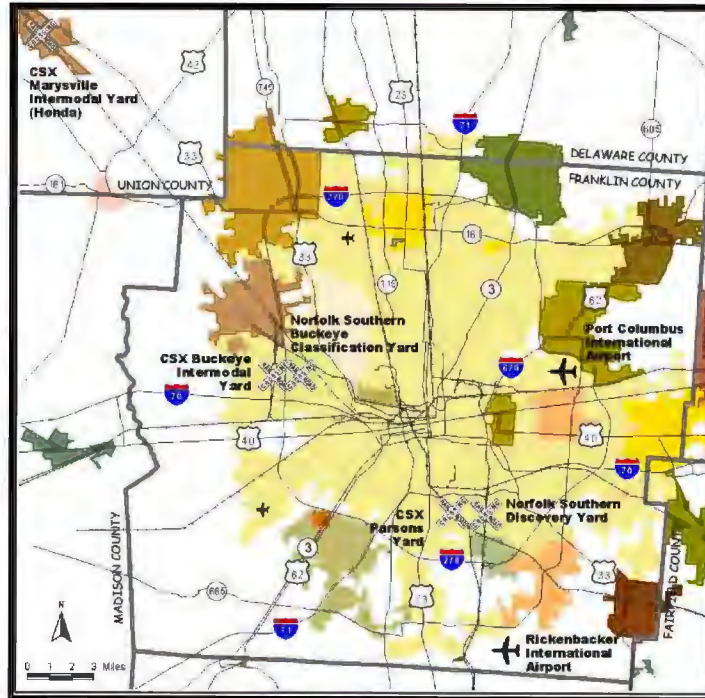 CSX
Marysville
Intermodal Yard
(Honda)
42
745
23
71
605
33
DELAWARE COUNTY
FRANKLIN COUNTY
161
UNION COUNTY
270
161
33
3
62
Norfolk Southern
Buckeye
Classification Yard
Port Columbus
International
Airport
CSX Buckeye
Intermodal
Yard
670
70
40
40
70
CSX
Parsons
Yard
Norfolk Southern
Discovery Yard
3
270
62
33
665
23
MADISON COUNTY
FAIRFIELD COUNTY
N
71
Rickenbacker
International
Airport
0 1 2 3 Miles